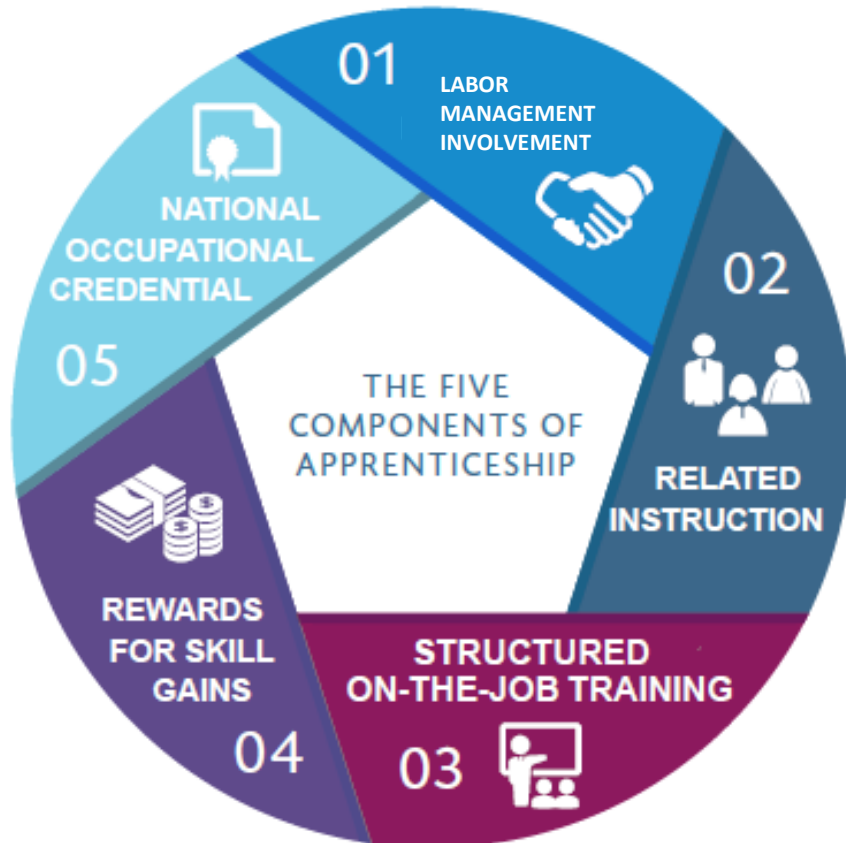 THE FIVE
COMPONENTS OF
APPRENTICESHIP
01
LABOR
MANAGEMENT
INVOLVEMENT
02
RELATED
INSTRUCTION
STRUCTURED
ON-THE-JOB TRAINING
03
REWARDS
FOR SKILL
GAINS
04
NATIONAL
OCCUPATIONAL
CREDENTIAL
05